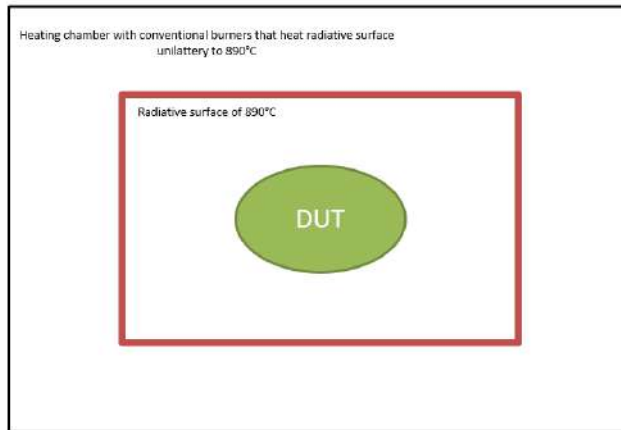 Heating chamber with conventional burners that heat radiative surface
unilattery to 890°C
Radiative surface of 890°C
DUT